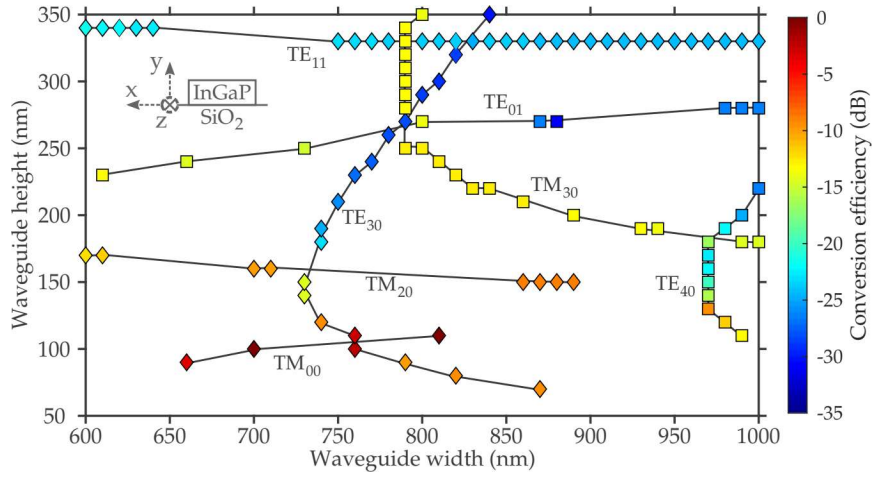 350
300
250
200
150
100
50
Waveguide height (nm)
600
650
700
750
800
850
900
950
1000
Waveguide width (nm)
TE₁₁
y
x
z
InGaP
SiO₂
TE₀₁
TM₃₀
TE₃₀
TM₂₀
TE₄₀
TM₀₀
0
-5
-10
-15
-20
-25
-30
-35
Conversion efficiency (dB)